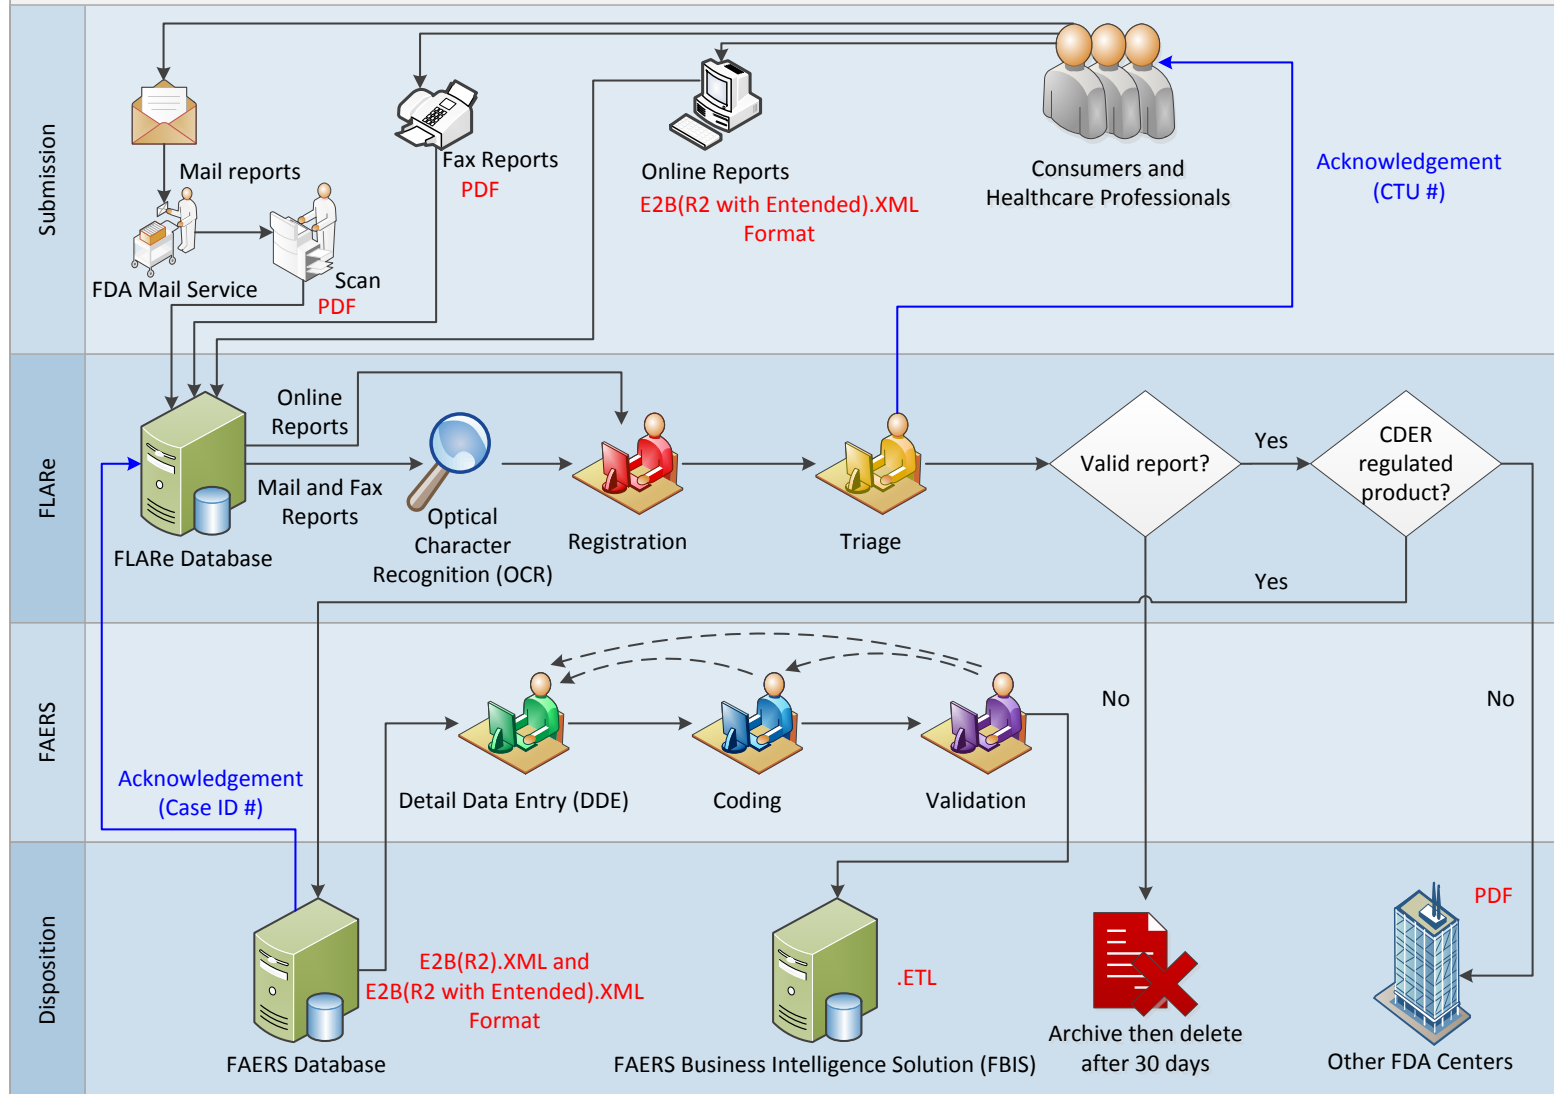 Submission
Mail reports
FDA Mail Service
Scan
PDF
Fax Reports
PDF
Online Reports
E2B(R2 with Entended).XML
Format
Consumers and
Healthcare Professionals
Acknowledgement
(CTU #)
FLARe
FLARe Database
Online
Reports
Mail and Fax
Reports
Optical
Character
Recognition (OCR)
Registration
Triage
Valid report?
Yes
CDER
regulated
product?
Yes
FAERS
Acknowledgement
(Case ID #)
Detail Data Entry (DDE)
Coding
Validation
No
No
Disposition
FAERS Database
E2B(R2).XML and
E2B(R2 with Entended).XML
Format
.ETL
FAERS Business Intelligence Solution (FBIS)
Archive then delete
after 30 days
PDF
Other FDA Centers